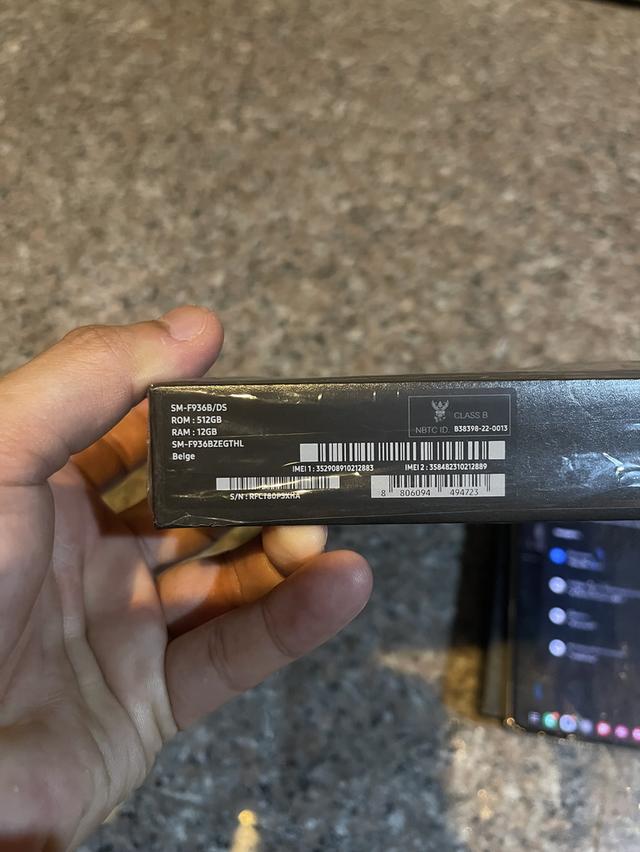 SM-F936B/DS
ROM : 512GB
RAM : 12GB
SM-F936BZEGTHL
Beige
CLASS B
NBTC ID. B38398-22-0013
IMEI 1 : 352908910212883
IMEI 2 : 358482310212889
S/N :
8 806094 494723